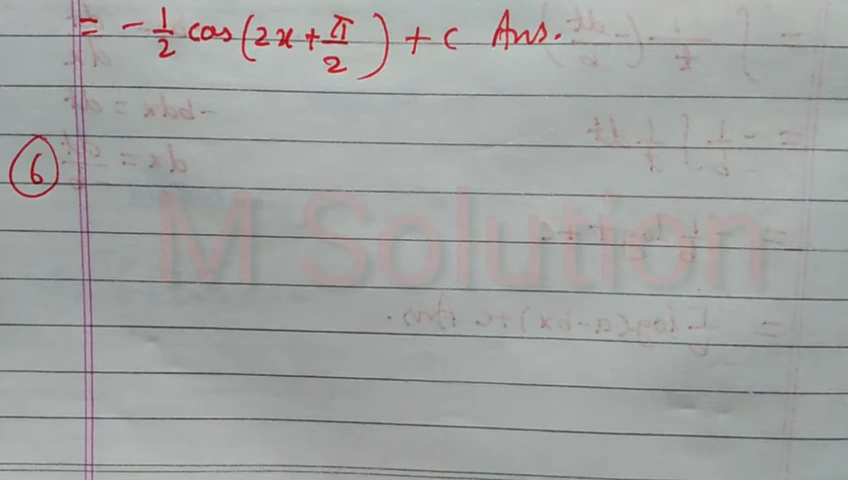 = -1/2 cos(2x + π/2) + c Ans.
6
M Solution